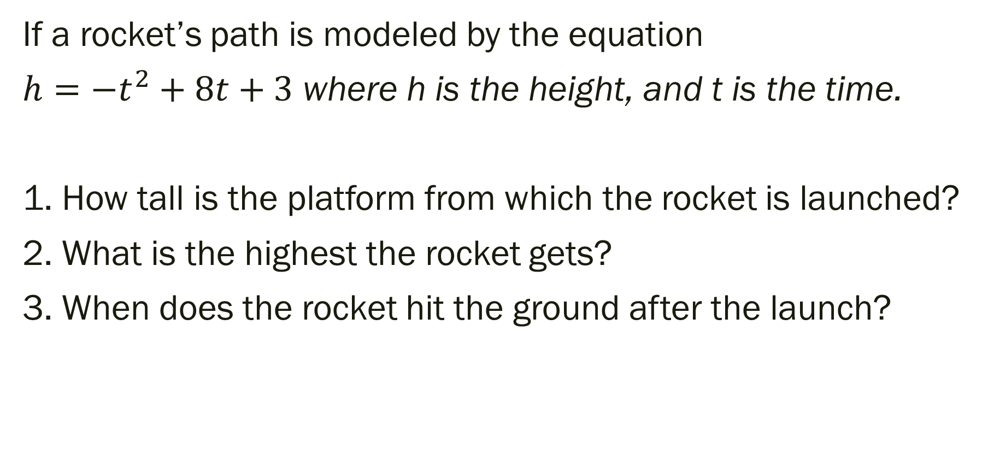 If a rocket’s path is modeled by the equation
h = −t² + 8t + 3 where h is the height, and t is the time.
1. How tall is the platform from which the rocket is launched?
2. What is the highest the rocket gets?
3. When does the rocket hit the ground after the launch?